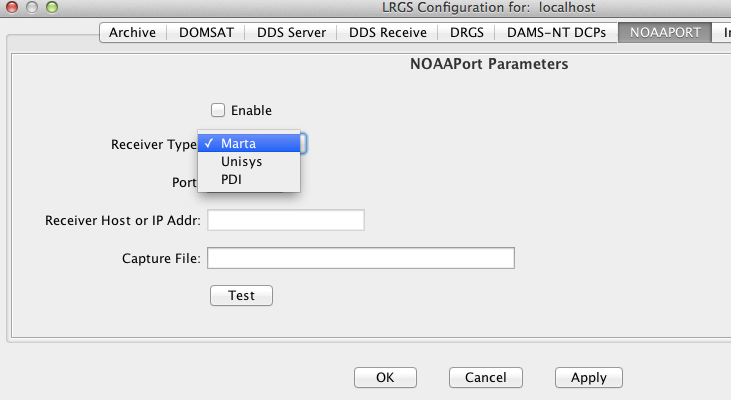 LRGS Configuration for: localhost
Archive DOMSAT DDS Server DDS Receive DRGS DAMS-NT DCPs NOAAPORT
NOAAPort Parameters
Enable
Receiver Type
✓ Marta
Unisys
PDI
Port
Receiver Host or IP Addr:
Capture File:
Test
OK Cancel Apply